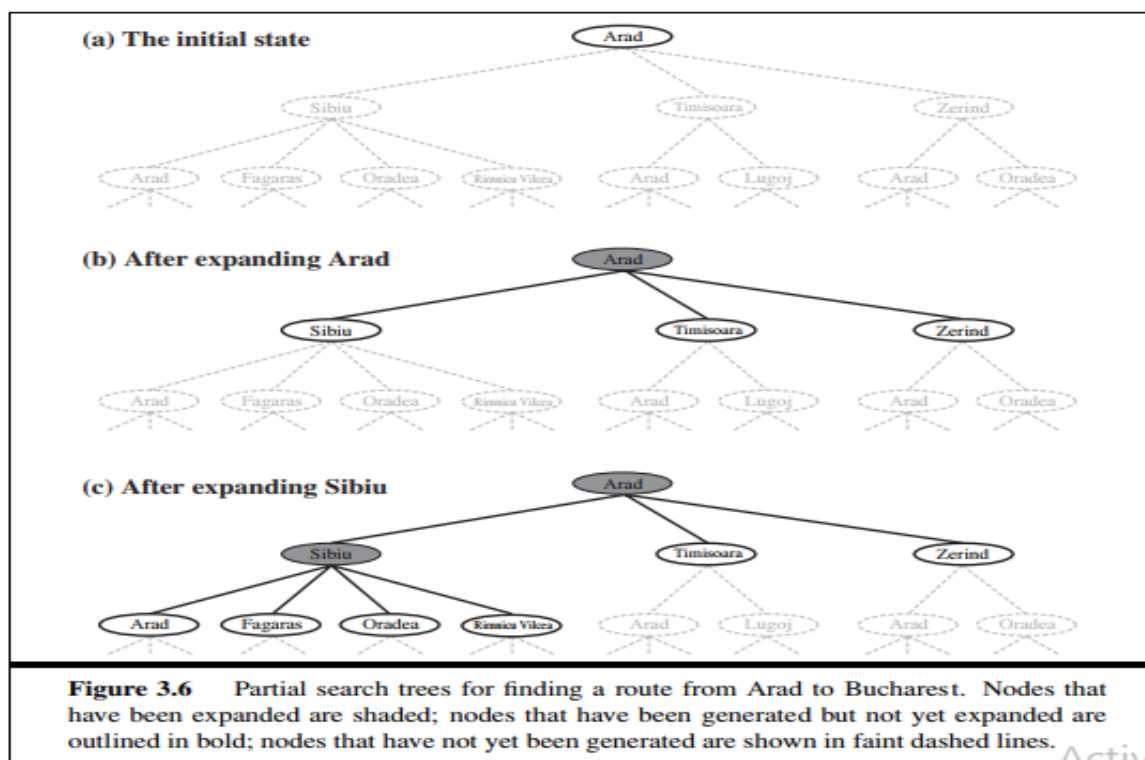 (a) The initial state
Arad
Sibiu Timisoara Zerind
Arad Fagaras Oradea Rimnicu Vilcea Arad Lugoj Arad Oradea
(b) After expanding Arad
Arad
Sibiu Timisoara Zerind
Arad Fagaras Oradea Rimnicu Vilcea Arad Lugoj Arad Oradea
(c) After expanding Sibiu
Arad
Sibiu Timisoara Zerind
Arad Fagaras Oradea Rimnicu Vilcea Arad Lugoj Arad Oradea
Figure 3.6 Partial search trees for finding a route from Arad to Bucharest. Nodes that
have been expanded are shaded; nodes that have been generated but not yet expanded are
outlined in bold; nodes that have not yet been generated are shown in faint dashed lines.